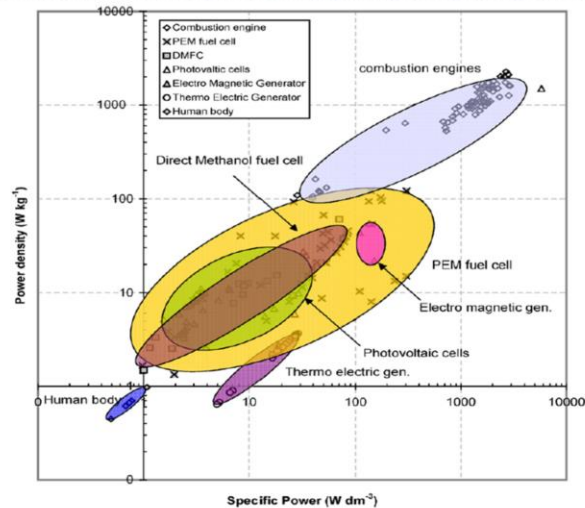 10000
Combustion engine
PEM fuel cell
DMFC
Photovaltic cells
Electro Magnetic Generator
Thermo Electric Generator
Human body
combustion engines
1000
Direct Methanol fuel cell
100
Power density (W kg⁻¹)
PEM fuel cell
10
Electro magnetic gen.
Photovoltaic cells
Thermo electric gen.
Human body
1
10
100
1000
10000
0
Specific Power (W dm⁻³)